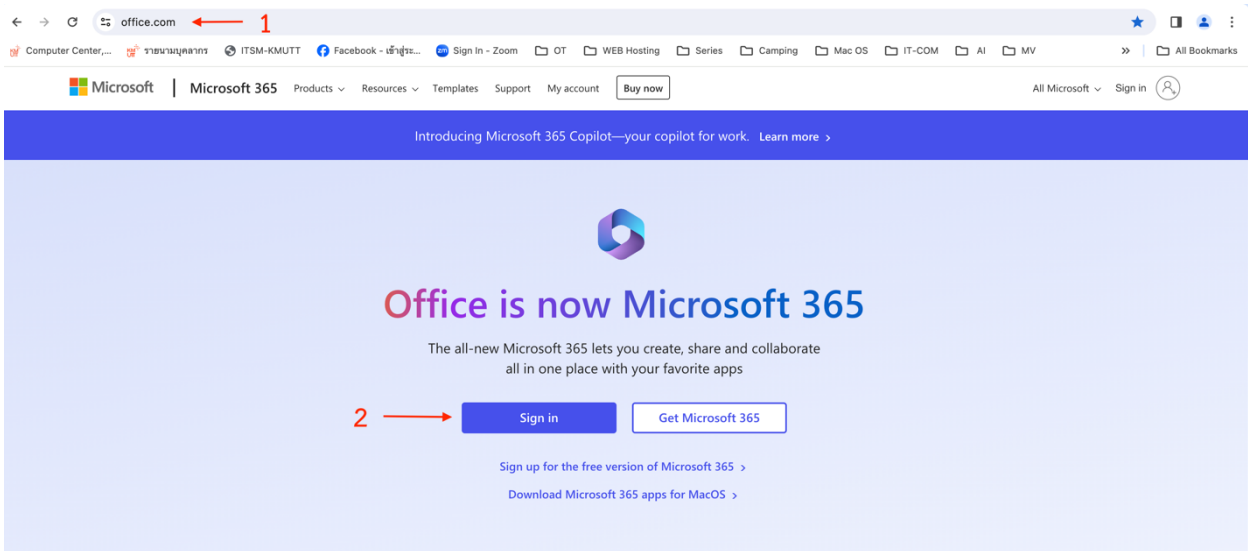 office.com 1
Computer Center,... รายนามบุคลากร ITSM-KMUTT Facebook - เข้าสู่ระ... zm Sign In - Zoom OT WEB Hosting Series Camping Mac OS IT-COM AI MV » All Bookmarks
Microsoft | Microsoft 365 Products Resources Templates Support My account Buy now All Microsoft Sign in
Introducing Microsoft 365 Copilot—your copilot for work. Learn more >
Office is now Microsoft 365
The all-new Microsoft 365 lets you create, share and collaborate
all in one place with your favorite apps
2 Sign in Get Microsoft 365
Sign up for the free version of Microsoft 365 >
Download Microsoft 365 apps for MacOS >